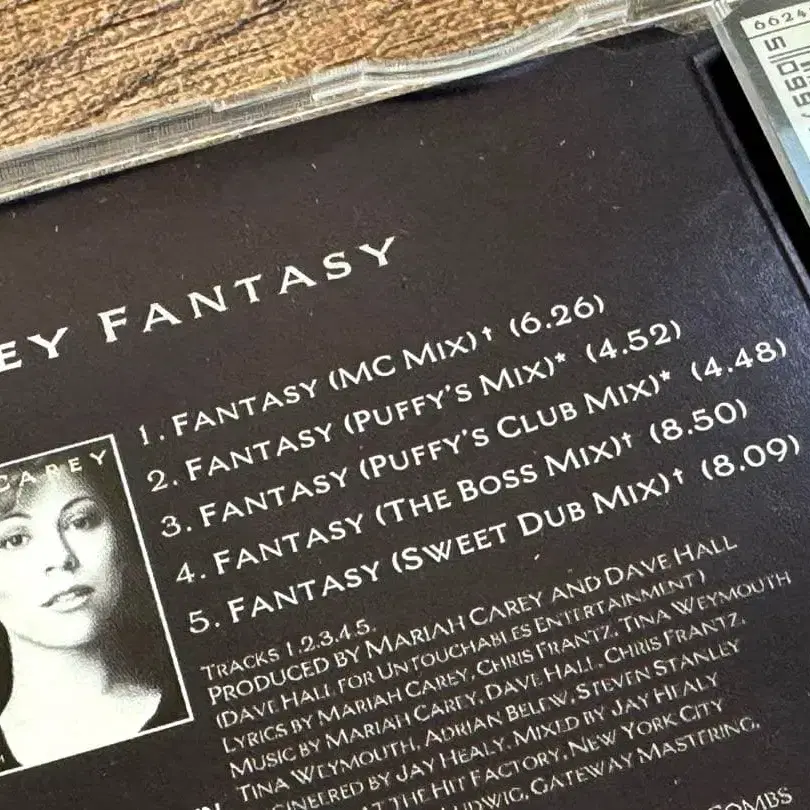 EY FANTASY
1. FANTASY (MC MIX)† (6.26)
2. FANTASY (PUFFY'S MIX)* (4.52)
3. FANTASY (PUFFY'S CLUB MIX)* (4.48)
4. FANTASY (THE BOSS MIX)† (8.50)
5. FANTASY (SWEET DUB MIX)† (8.09)
CAREY
TRACKS 1,2,3,4,5,
PRODUCED BY MARIAH CAREY AND DAVE HALL
(DAVE HALL FOR UNTOUCHABLES ENTERTAINMENT)
LYRICS BY MARIAH CAREY, CHRIS FRANTZ, TINA WEYMOUTH
MUSIC BY MARIAH CAREY, DAVE HALL, CHRIS FRANTZ,
TINA WEYMOUTH, ADRIAN BELEW, STEVEN STANLEY
GINEERED BY JAY HEALY, MIXED BY JAY HEALY
AT THE HIT FACTORY, NEW YORK CITY
LUDWIG, GATEWAY MASTERING,
OMBS
6624